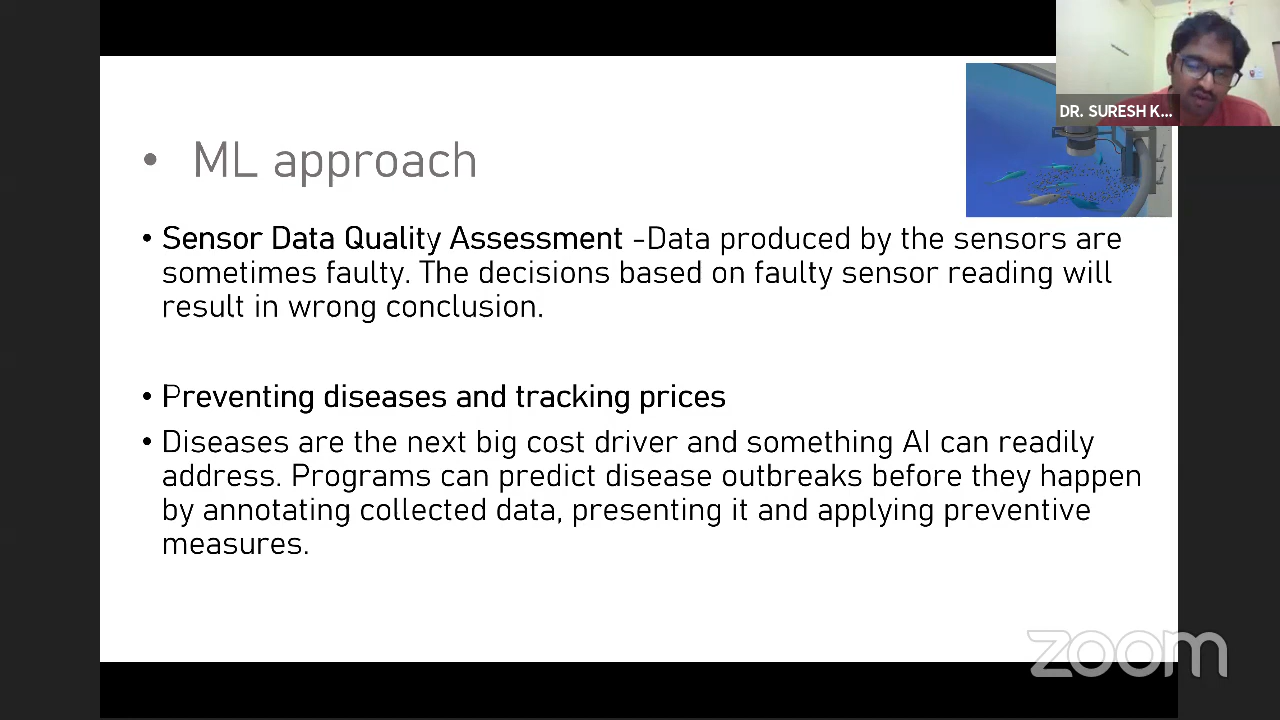 DR. SURESH K...
• ML approach
• Sensor Data Quality Assessment -Data produced by the sensors are
sometimes faulty. The decisions based on faulty sensor reading will
result in wrong conclusion.
• Preventing diseases and tracking prices
• Diseases are the next big cost driver and something AI can readily
address. Programs can predict disease outbreaks before they happen
by annotating collected data, presenting it and applying preventive
measures.
zoom